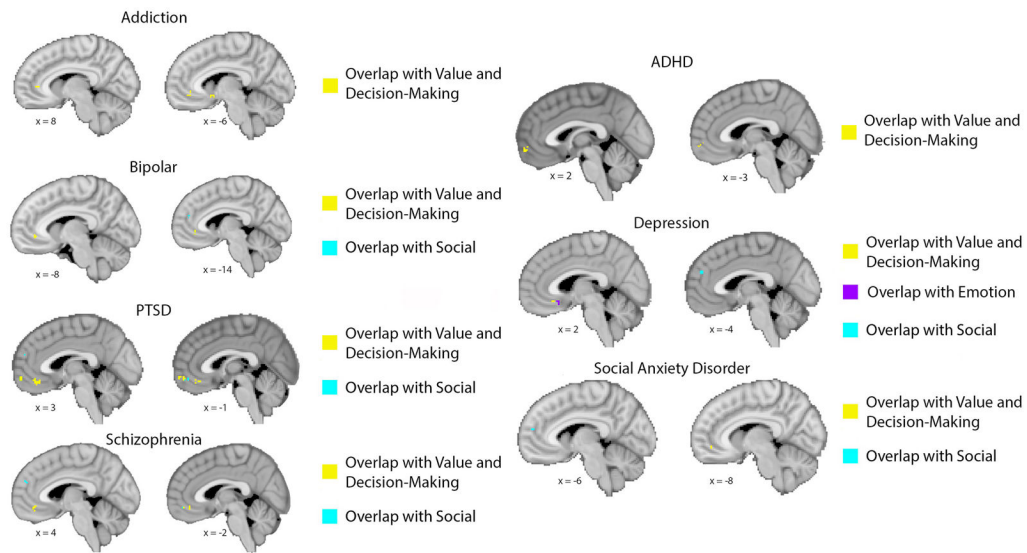 Addiction
Overlap with Value and
Decision-Making
x = 8
x = -6
Bipolar
Overlap with Value and
Decision-Making
Overlap with Social
x = -8
x = -14
PTSD
Overlap with Value and
Decision-Making
Overlap with Social
x = 3
x = -1
Schizophrenia
Overlap with Value and
Decision-Making
Overlap with Social
x = 4
x = -2
ADHD
Overlap with Value and
Decision-Making
x = 2
x = -3
Depression
Overlap with Value and
Decision-Making
Overlap with Emotion
Overlap with Social
x = 2
x = -4
Social Anxiety Disorder
Overlap with Value and
Decision-Making
Overlap with Social
x = -6
x = -8